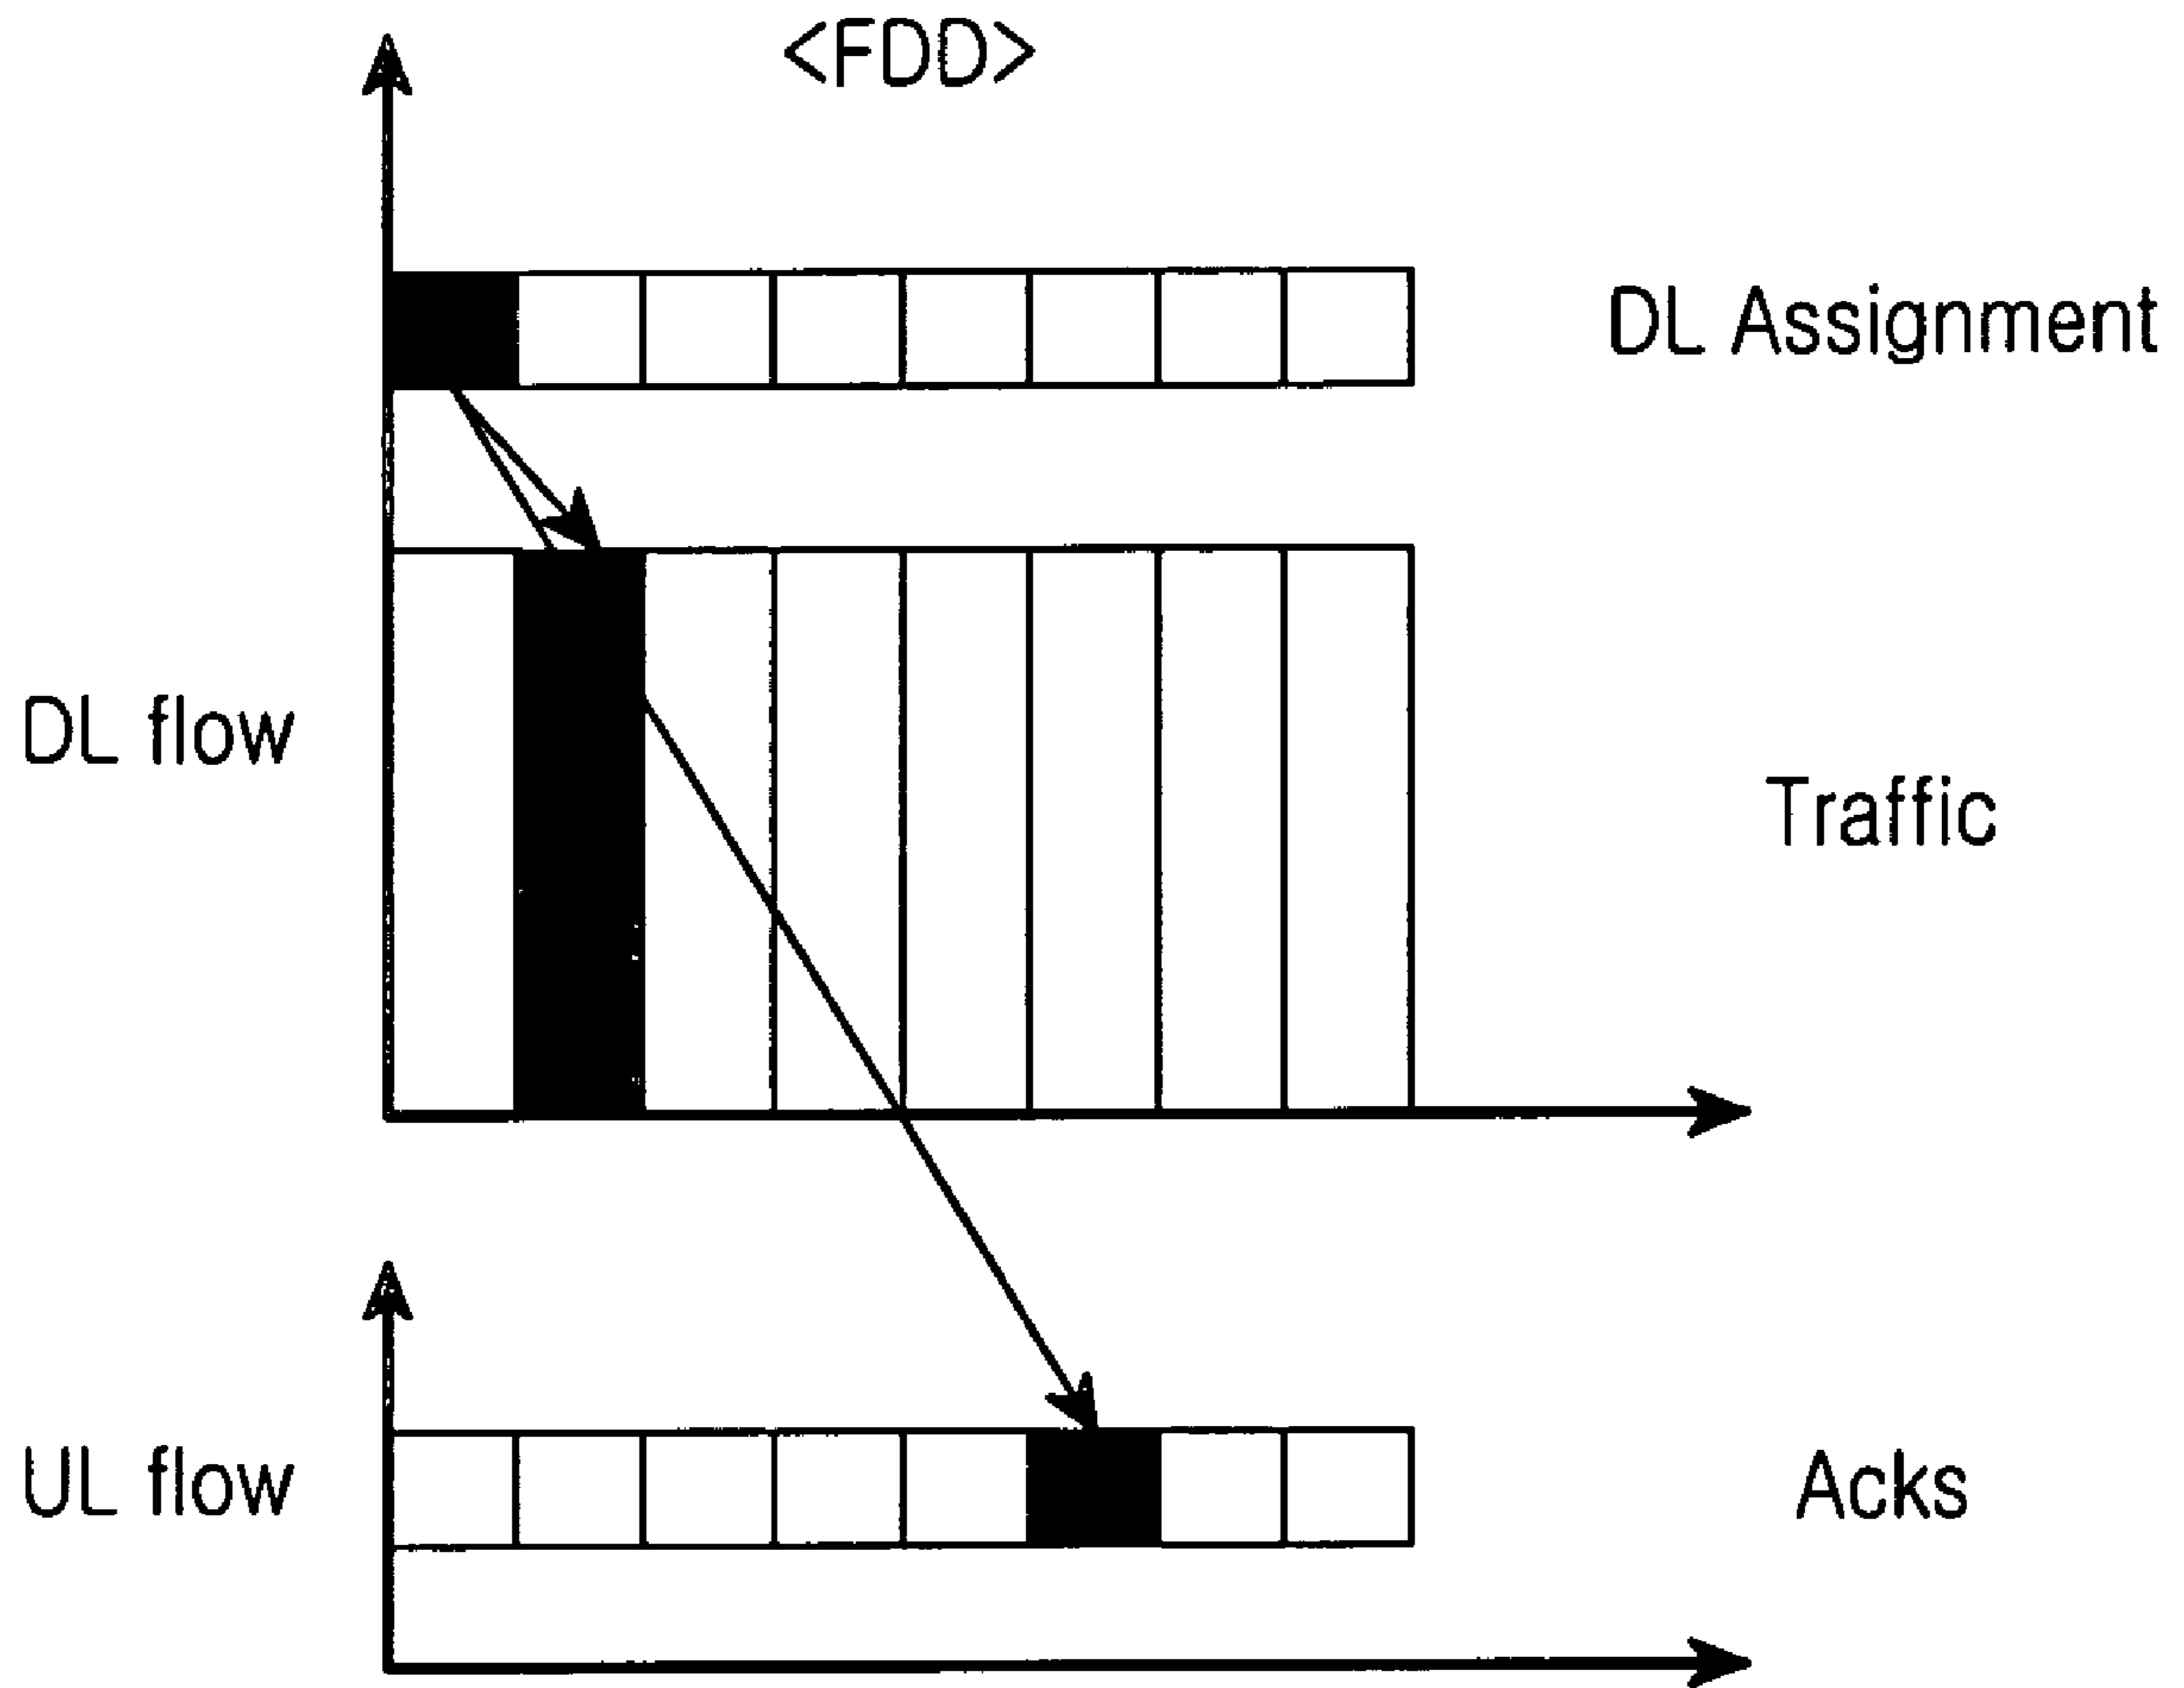 <FDD>
DL Assignment
DL flow
Traffic
UL flow
Acks